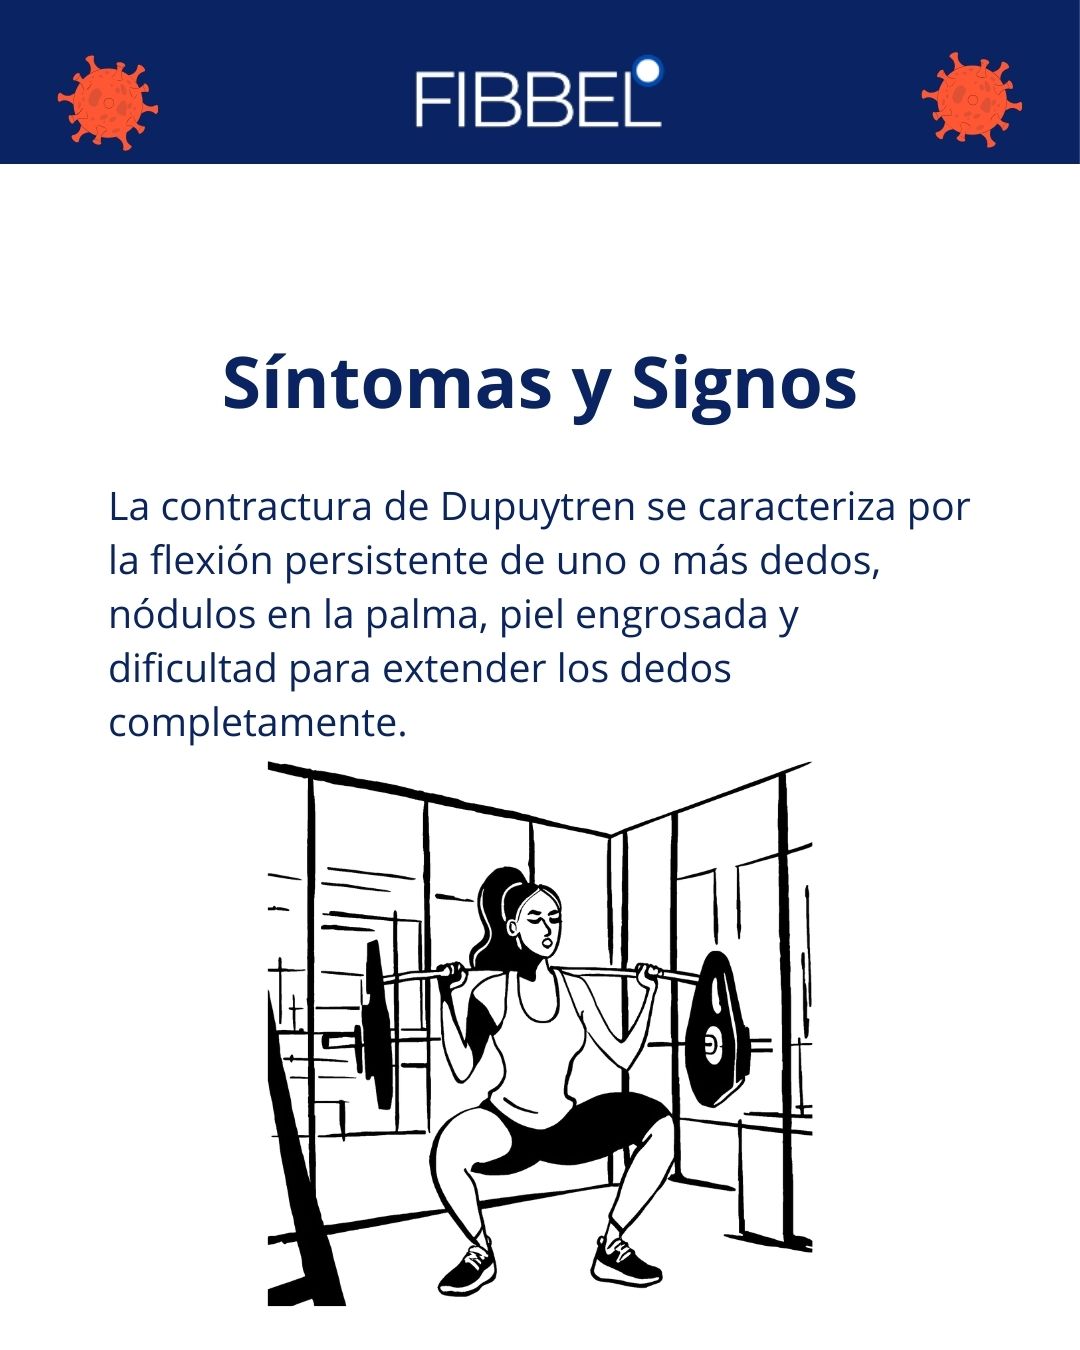 FIBBEL
Síntomas y Signos
La contractura de Dupuytren se caracteriza por
la flexión persistente de uno o más dedos,
nódulos en la palma, piel engrosada y
dificultad para extender los dedos
completamente.